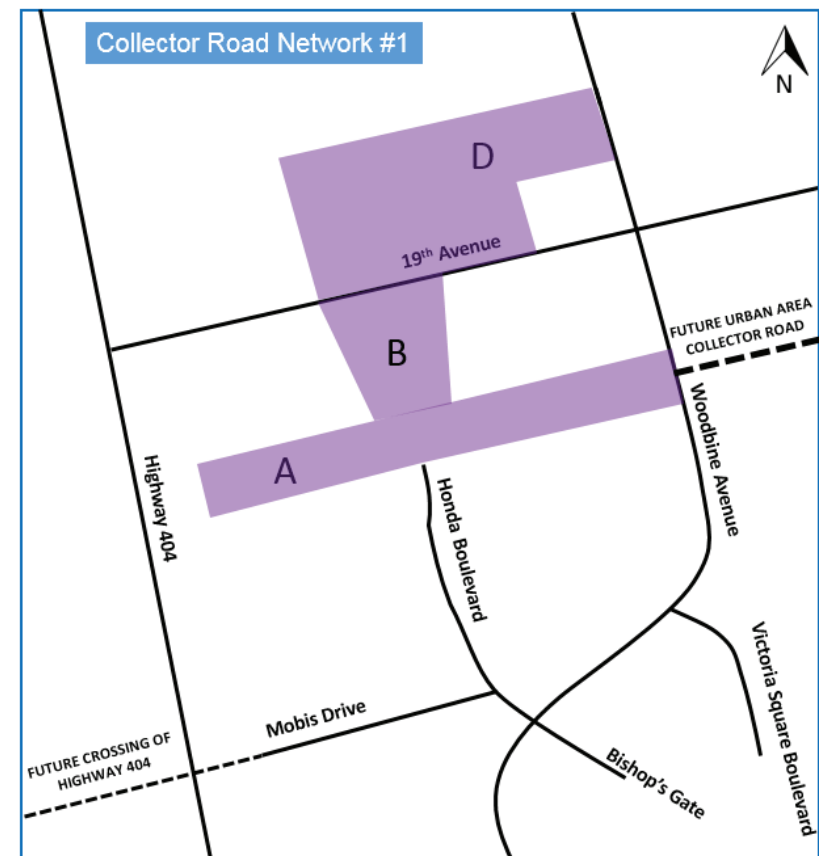 Collector Road Network #1
N
D
19th Avenue
FUTURE URBAN AREA
COLLECTOR ROAD
B
A
Woodbine Avenue
Highway 404
Honda Boulevard
Victoria Square Boulevard
Mobis Drive
FUTURE CROSSING OF
HIGHWAY 404
Bishop's Gate